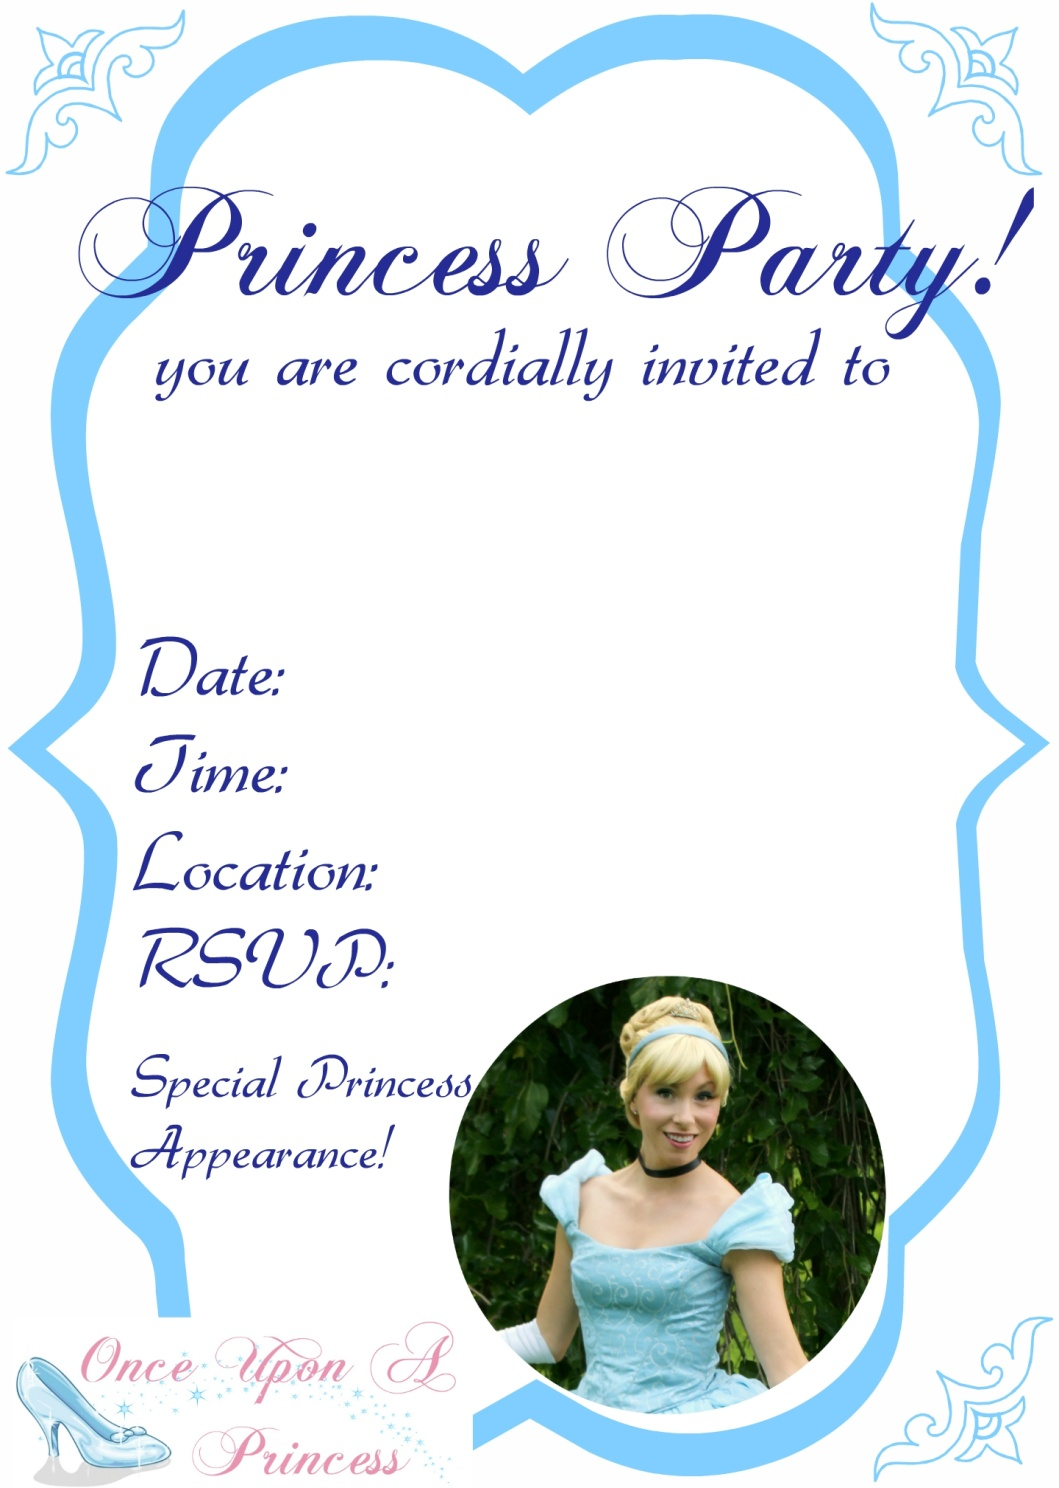 Princess Party!
you are cordially invited to
Date:
Time:
Location:
RSVP:
Special Princess
Appearance!
Once Upon A
Princess